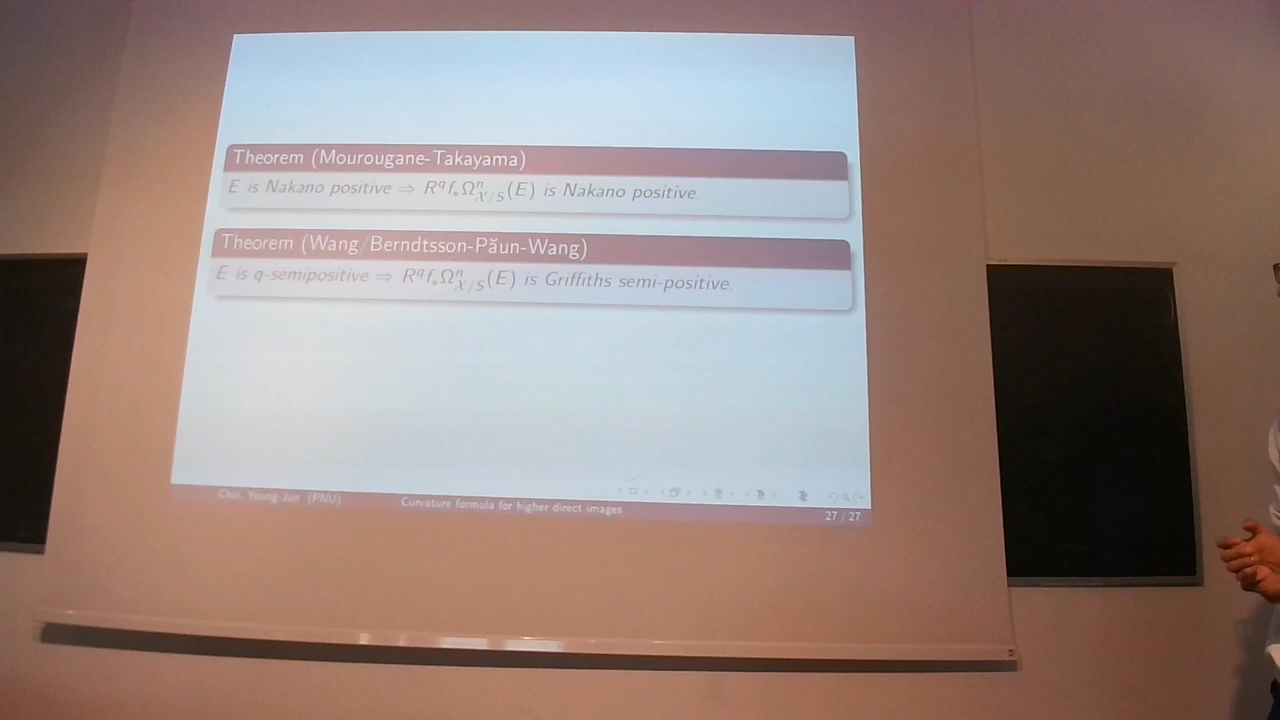 Theorem (Mourougane-Takayama)
E is Nakano positive ⇒ R^q f_*Ω^n_{𝒳/S}(E) is Nakano positive.
Theorem (Wang/Berndtsson-Păun-Wang)
E is q-semipositive ⇒ R^q f_*Ω^n_{𝒳/S}(E) is Griffiths semi-positive.
Choi, Young-Jun (PNU) Curvature formula for higher direct images 27 / 27